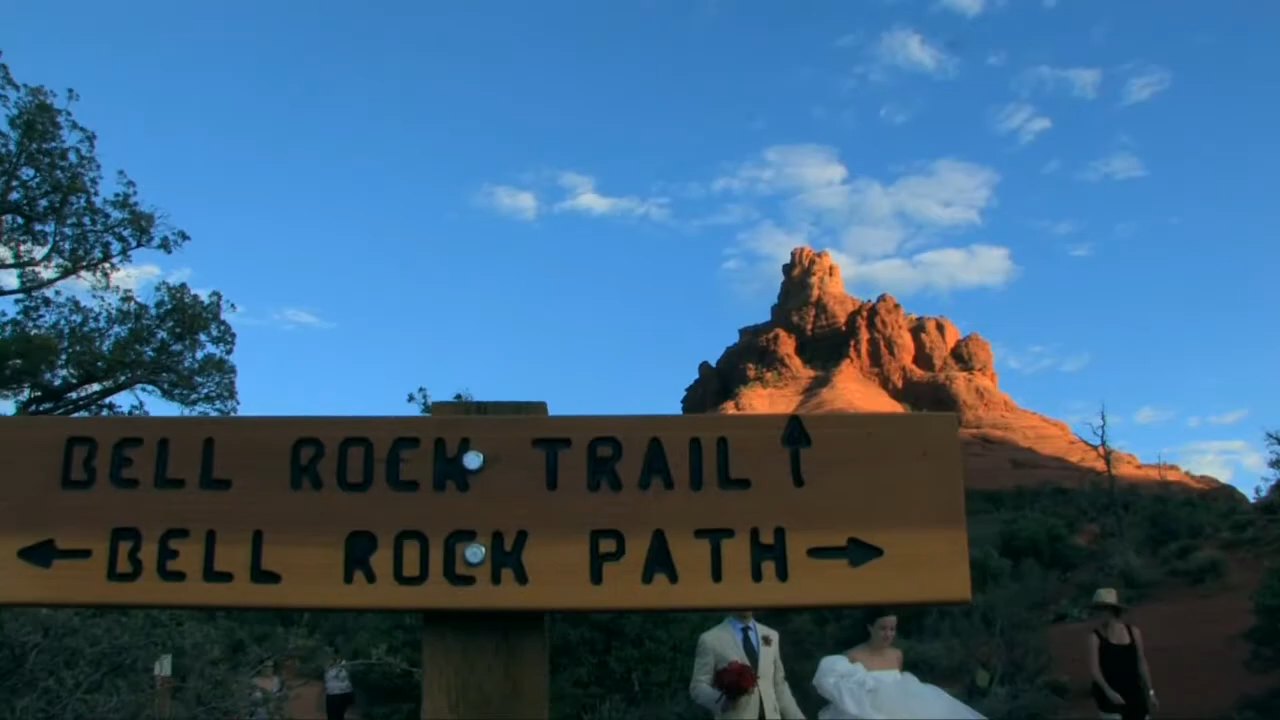 BELL ROCK TRAIL ↑
← BELL ROCK PATH →